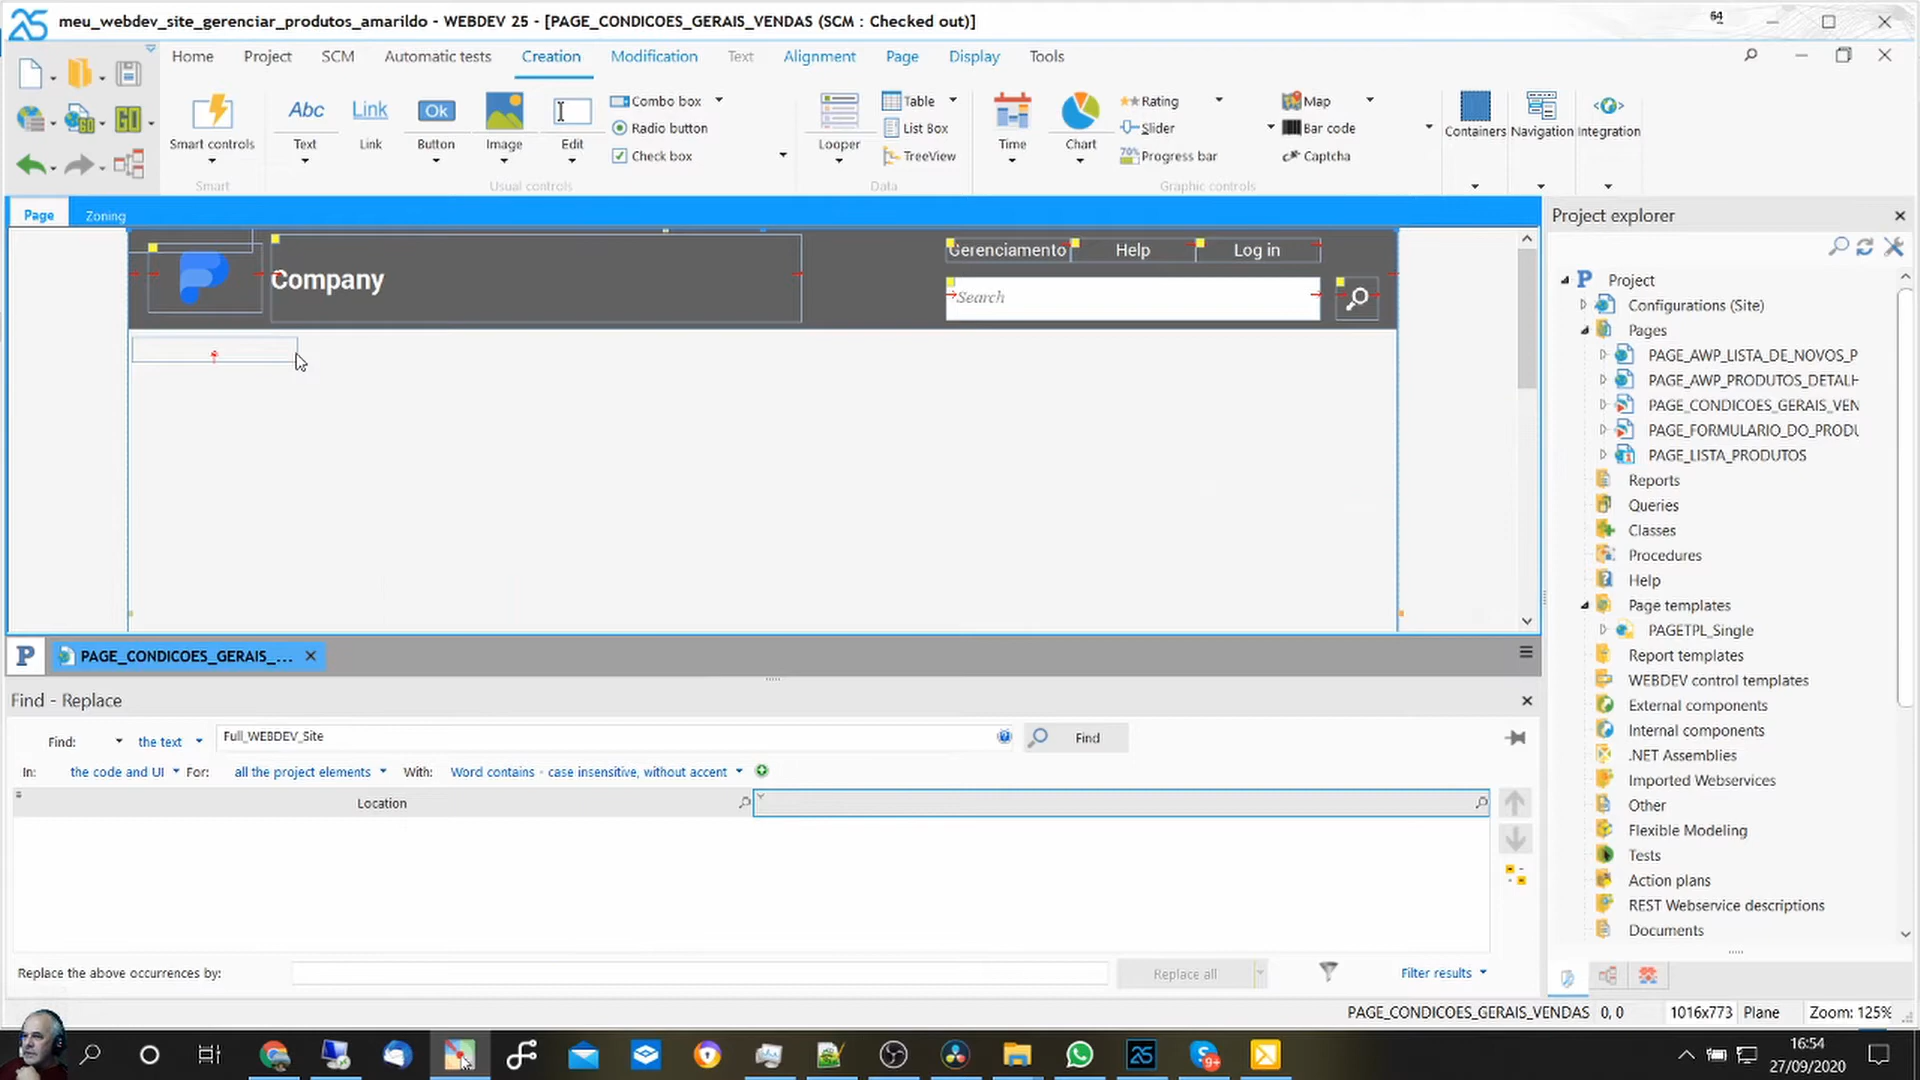 meu_webdev_site_gerenciar_produtos_amarildo - WEBDEV 25 - [PAGE_CONDICOES_GERAIS_VENDAS (SCM : Checked out)]
64
Home Project SCM Automatic tests Creation Modification Text Alignment Page Display Tools
Smart controls
Smart
Abc
Text
Link
Link
Ok
Button
Image
Edit
Combo box
Radio button
Check box
Usual controls
Looper
Table
List Box
TreeView
Data
Time
Chart
Rating
Slider
70%
Progress bar
Map
Bar code
Captcha
Graphic controls
Containers
Navigation
Integration
GO
GO
Page Zoning
Company
Gerenciamento Help Log in
Search
Project explorer
Project
Configurations (Site)
Pages
PAGE_AWP_LISTA_DE_NOVOS_P
PAGE_AWP_PRODUTOS_DETALH
PAGE_CONDICOES_GERAIS_VEN
PAGE_FORMULARIO_DO_PRODU
PAGE_LISTA_PRODUTOS
Reports
Queries
Classes
Procedures
Help
Page templates
PAGETPL_Single
Report templates
WEBDEV control templates
External components
Internal components
.NET Assemblies
Imported Webservices
Other
Flexible Modeling
Tests
Action plans
REST Webservice descriptions
Documents
P PAGE_CONDICOES_GERAIS_...
Find - Replace
Find: the text Full_WEBDEV_Site Find
In: the code and UI For: all the project elements With: Word contains - case insensitive, without accent
Location
Replace the above occurrences by: Replace all Filter results
PAGE_CONDICOES_GERAIS_VENDAS 0, 0 1016x773 Plane Zoom: 125%
25
9+
16:54
27/09/2020